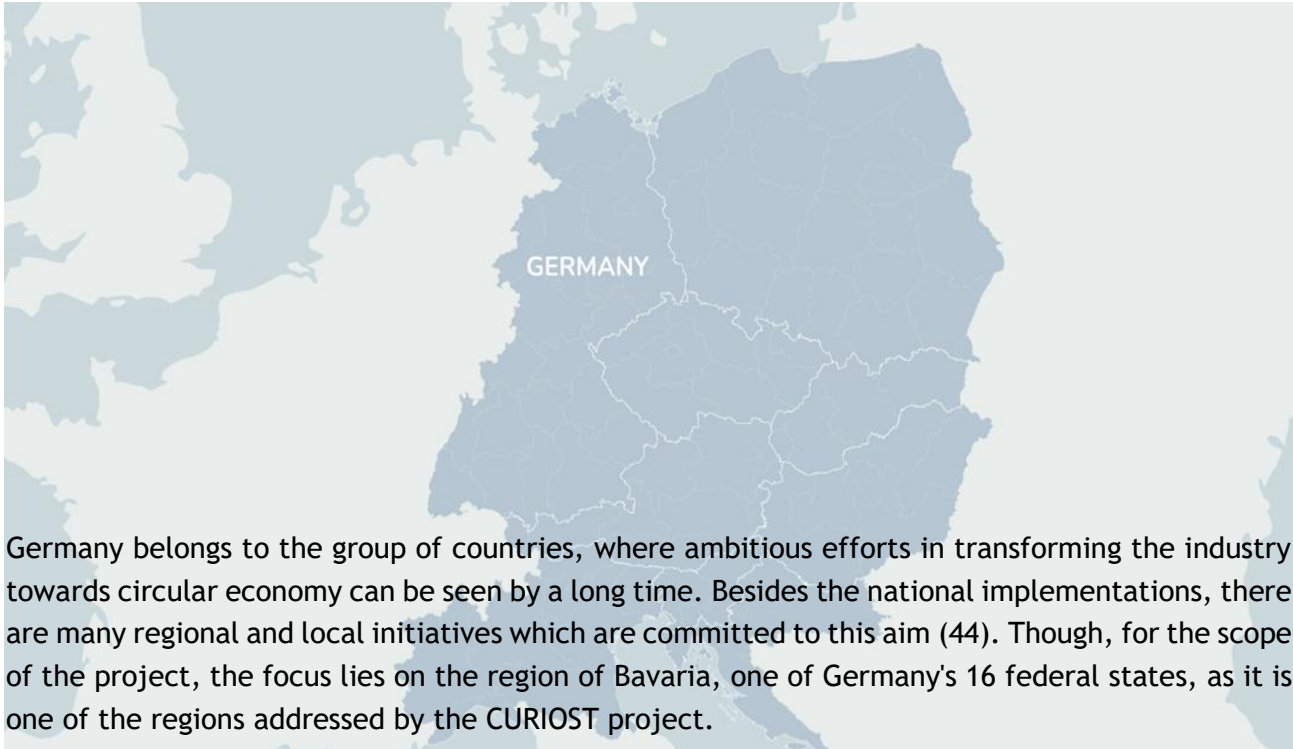 GERMANY
Germany belongs to the group of countries, where ambitious efforts in transforming the industry
towards circular economy can be seen by a long time. Besides the national implementations, there
are many regional and local initiatives which are committed to this aim (44). Though, for the scope
of the project, the focus lies on the region of Bavaria, one of Germany's 16 federal states, as it is
one of the regions addressed by the CURIOST project.